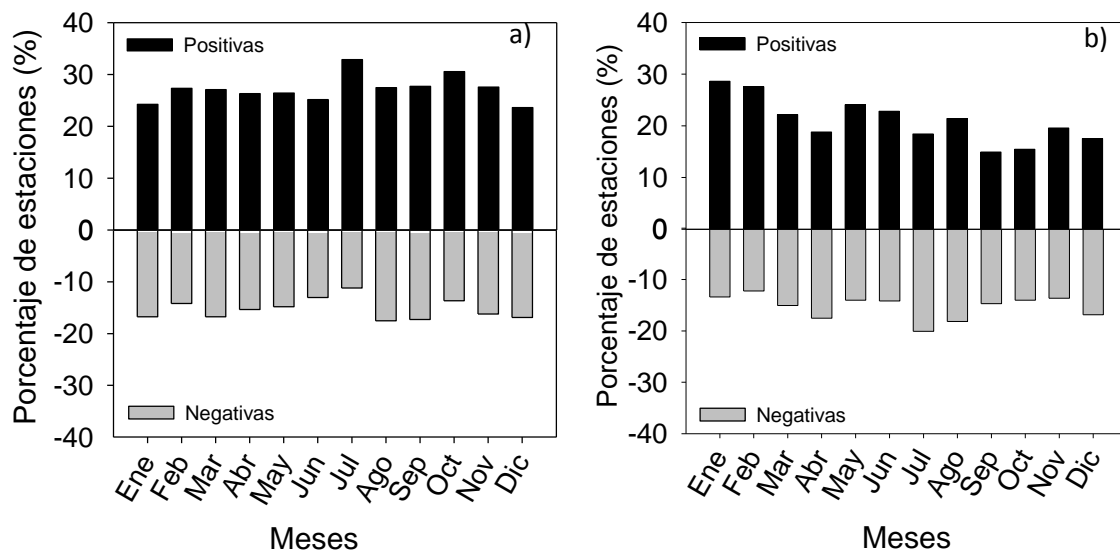 Porcentaje de estaciones (%)
40
30
20
10
0
-10
-20
-30
-40
Positivas
a)
Negativas
Ene
Feb
Mar
Abr
May
Jun
Jul
Ago
Sep
Oct
Nov
Dic
Meses
Porcentaje de estaciones (%)
40
30
20
10
0
-10
-20
-30
-40
Positivas
b)
Negativas
Ene
Feb
Mar
Abr
May
Jun
Jul
Ago
Sep
Oct
Nov
Dic
Meses